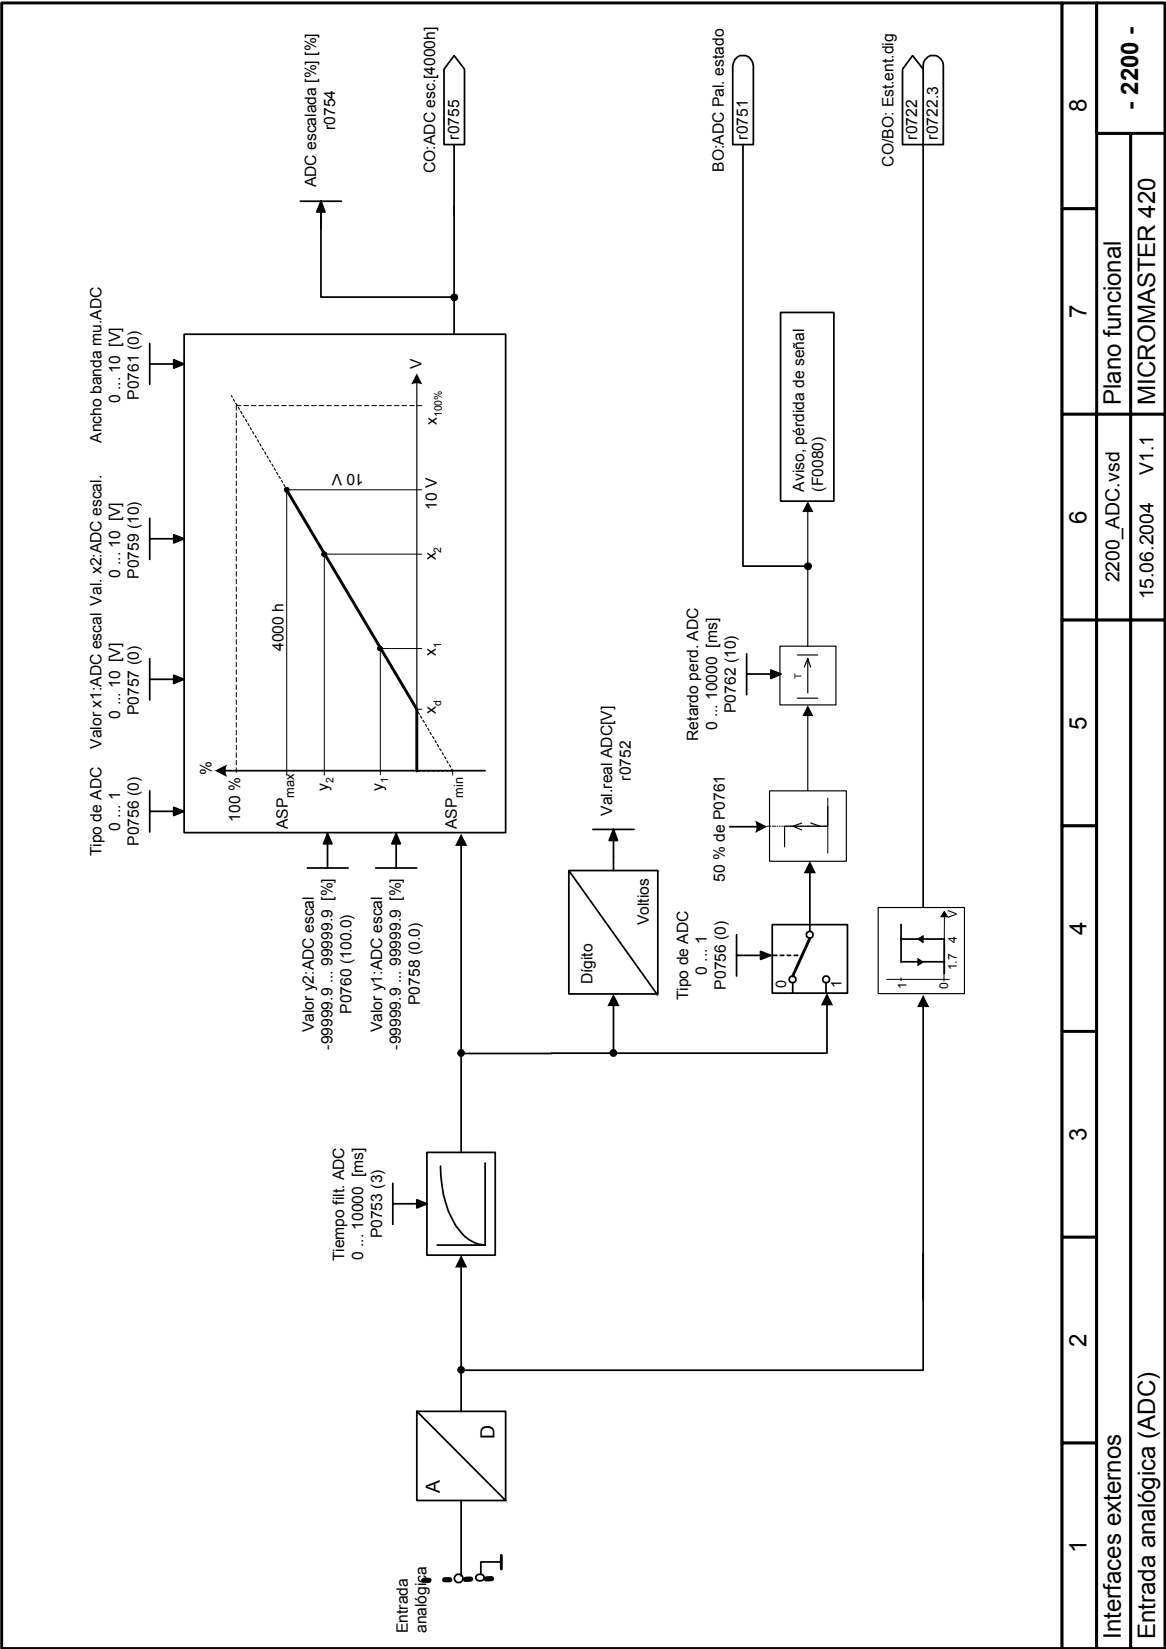 Entrada
analógica
A
D
Tiempo filt. ADC
0 ... 10000 [ms]
P0753 (3)
Valor y2:ADC escal
-99999.9 ... 99999.9 [%]
P0760 (100.0)
Valor y1:ADC escal
-99999.9 ... 99999.9 [%]
P0758 (0.0)
Tipo de ADC
0 ... 1
P0756 (0)
Valor x1:ADC escal
0 ... 10 [V]
P0757 (0)
Val. x2:ADC escal.
0 ... 10 [V]
P0759 (10)
Ancho banda mu.ADC
0 ... 10 [V]
P0761 (0)
%
100 %
ASPmax
y2
y1
ASPmin
4000 h
10 V
xd
x1
x2
10 V
x100%
V
ADC escalada [%] [%]
r0754
CO:ADC esc.[4000h]
r0755
Dígito
Voltios
Val.real ADC[V]
r0752
Tipo de ADC
0 ... 1
P0756 (0)
0
1
50 % de P0761
Retardo perd. ADC
0 ... 10000 [ms]
P0762 (10)
T
Aviso, pérdida de señal
(F0080)
BO:ADC Pal. estado
r0751
1
0
1.7 4
V
CO/BO: Est.ent.dig
r0722
r0722.3
1 2 3 4 5 6 7 8
Interfaces externos
2200_ADC.vsd
Plano funcional
- 2200 -
Entrada analógica (ADC)
15.06.2004 V1.1
MICROMASTER 420